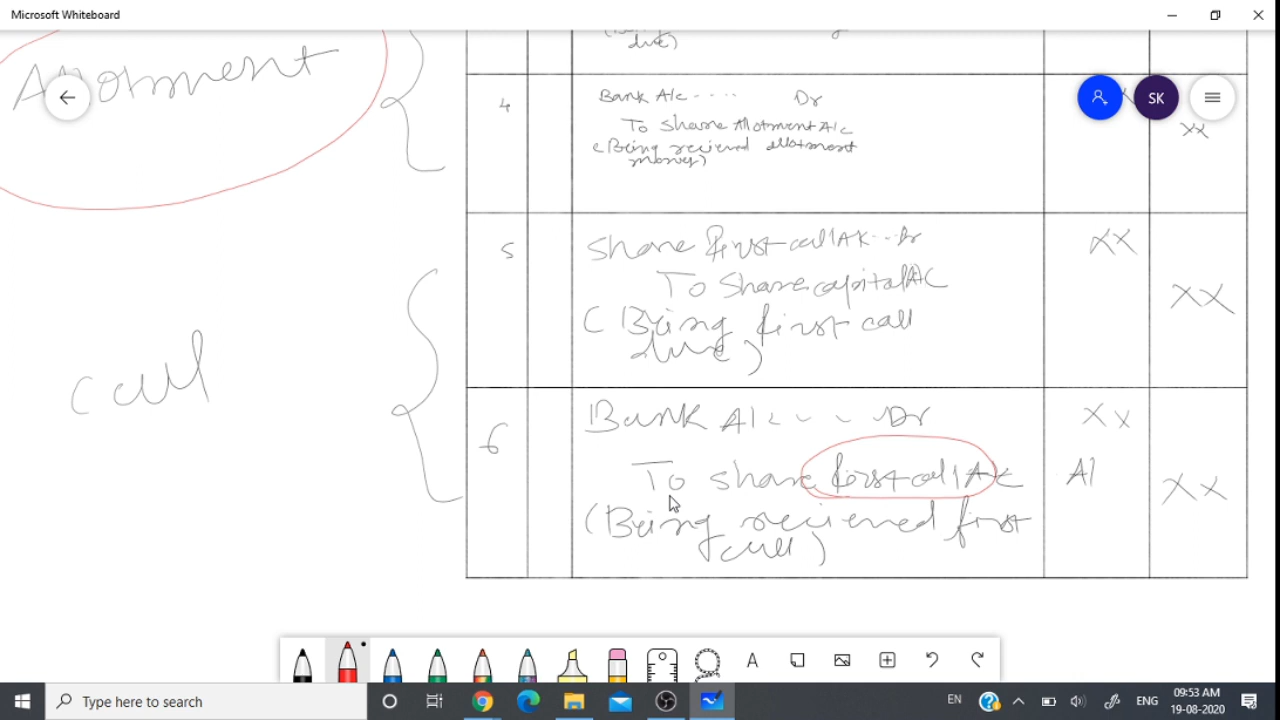 Microsoft Whiteboard
Allotment
due)
4 Bank A/c .... Dr
To share Allotment A/c
xx
(Being recieved allotment
money)
SK
5 Share first call A/c ... Dr XX
To Share capital A/C
XX
(Being first call
due)
call
6 Bank A/c . . . Dr XX
To share first call A/c A/
XX
(Being recieved first
call)
A
Type here to search
EN
ENG
09:53 AM
19-08-2020